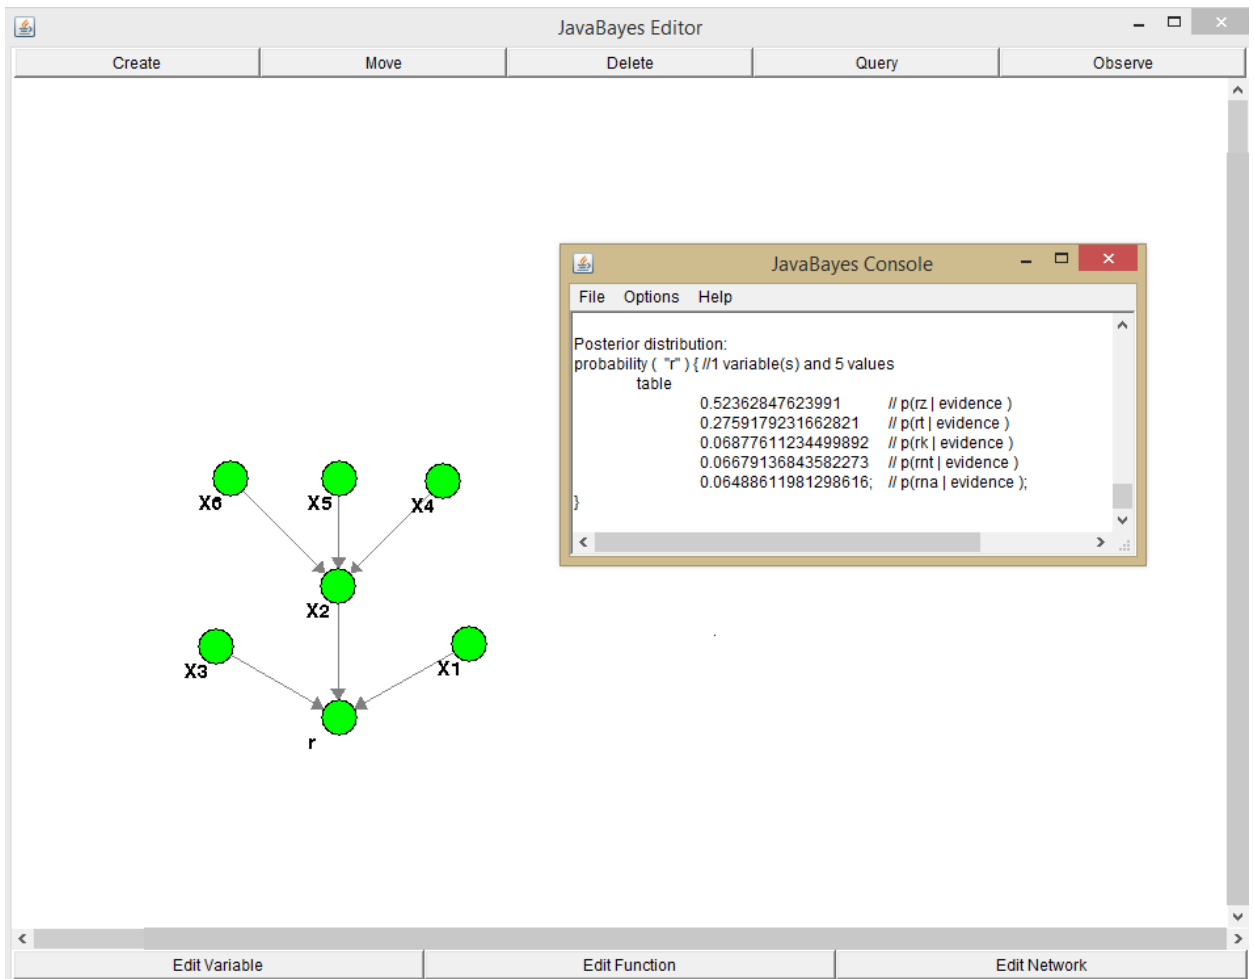 JavaBayes Editor
Create Move Delete Query Observe
JavaBayes Console
File Options Help
Posterior distribution:
probability ( "r" ) { //1 variable(s) and 5 values
table
0.52362847623991 // p(rz | evidence )
0.2759179231662821 // p(rt | evidence )
0.06877611234499892 // p(rk | evidence )
0.06679136843582273 // p(rnt | evidence )
0.06488611981298616; // p(rna | evidence );
}
X6 X5 X4
X2
X3 X1
r
Edit Variable Edit Function Edit Network